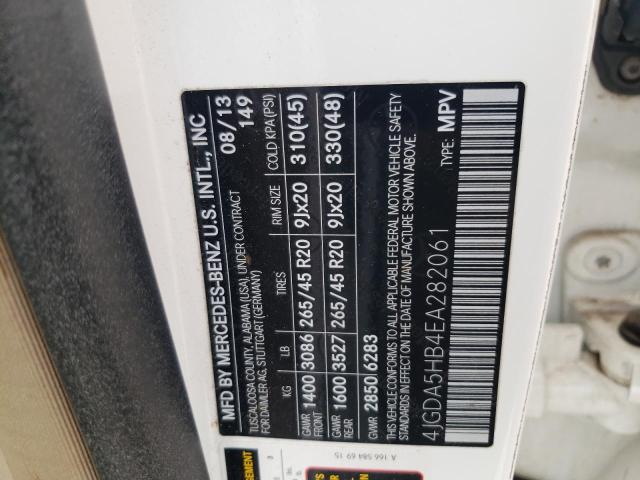 MFD BY MERCEDES-BENZ U.S. INTL., INC
TUSCALOOSA COUNTY, ALABAMA (USA), UNDER CONTRACT 08/13
FOR DAIMLER AG, STUTTGART (GERMANY) 149
KG LB TIRES RIM SIZE COLD KPA (PSI)
GAWR FRONT 1400 3086 265/45 R20 9Jx20 310(45)
GAWR REAR 1600 3527 265/45 R20 9Jx20 330(48)
GVWR 2850 6283
THIS VEHICLE CONFORMS TO ALL APPLICABLE FEDERAL MOTOR VEHICLE SAFETY
STANDARDS IN EFFECT ON THE DATE OF MANUFACTURE SHOWN ABOVE.
4JGDA5HB4EA282061 TYPE: MPV
A 166 584 69 15